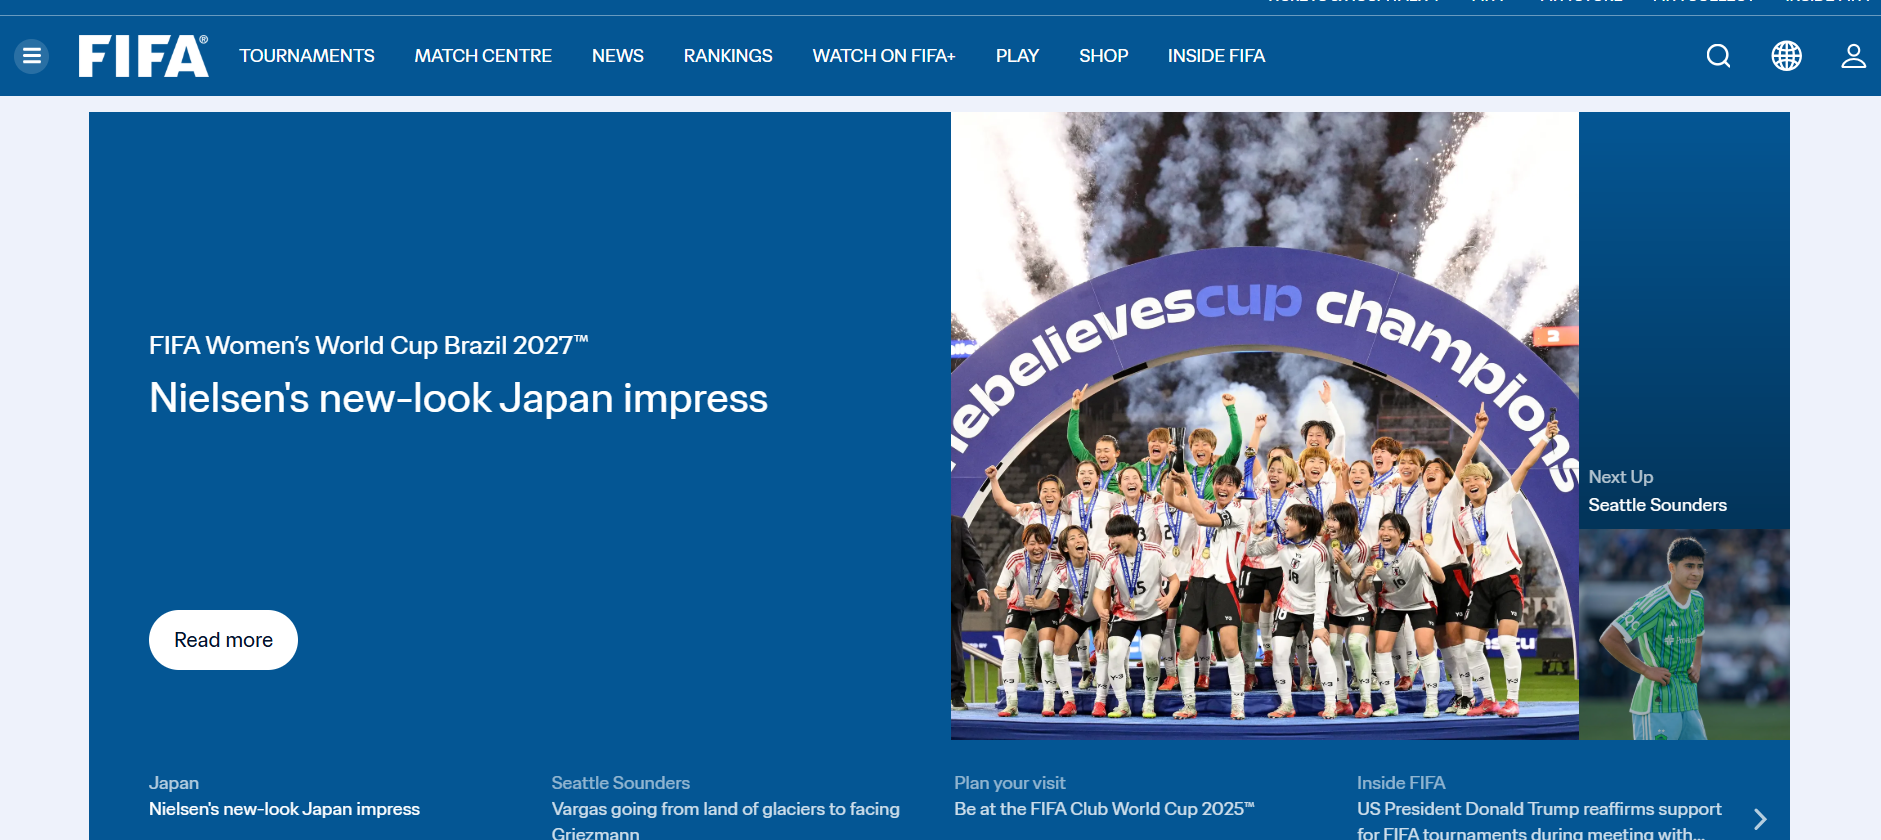 FIFA®
TOURNAMENTS
MATCH CENTRE
NEWS
RANKINGS
WATCH ON FIFA+
PLAY
SHOP
INSIDE FIFA
FIFA Women's World Cup Brazil 2027™
Nielsen's new-look Japan impress
Read more
hebelievescup champions
Next Up
Seattle Sounders
Japan
Nielsen's new-look Japan impress
Seattle Sounders
Vargas going from land of glaciers to facing
Griezmann
Plan your visit
Be at the FIFA Club World Cup 2025™
Inside FIFA
US President Donald Trump reaffirms support
for FIFA tournaments during meeting with...